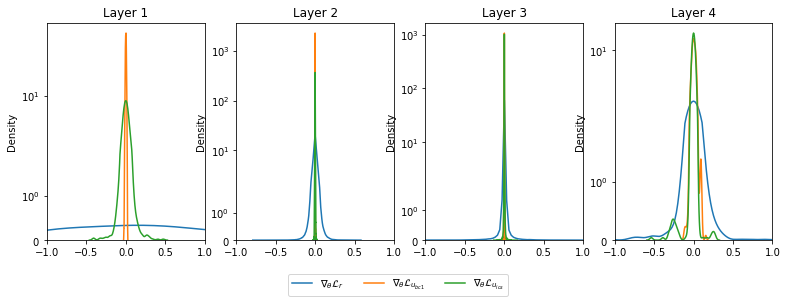 Layer 1 Layer 2 Layer 3 Layer 4
Density Density Density Density
10¹ 10³ 10³ 10¹
10² 10²
10¹ 10¹
10⁰ 10⁰ 10⁰ 10⁰
0 0 0 0
−1.0 −0.5 0.0 0.5 1.0 −1.0 −0.5 0.0 0.5 1.0 −1.0 −0.5 0.0 0.5 1.0 −1.0 −0.5 0.0 0.5 1.0
∇θℒr ∇θℒu_bc1 ∇θℒu_ics